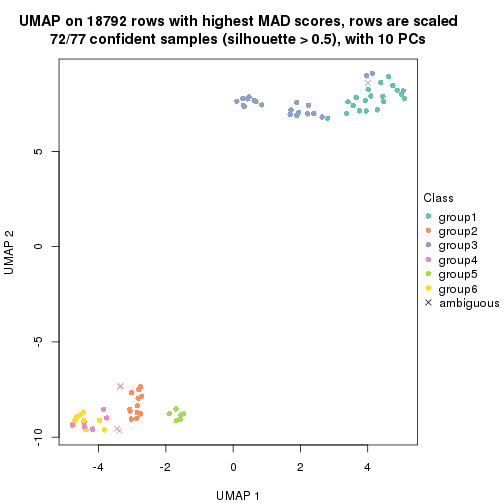 UMAP on 18792 rows with highest MAD scores, rows are scaled
72/77 confident samples (silhouette > 0.5), with 10 PCs
5
0
-5
-10
UMAP 2
-4
-2
0
2
4
UMAP 1
Class
group1
group2
group3
group4
group5
group6
ambiguous